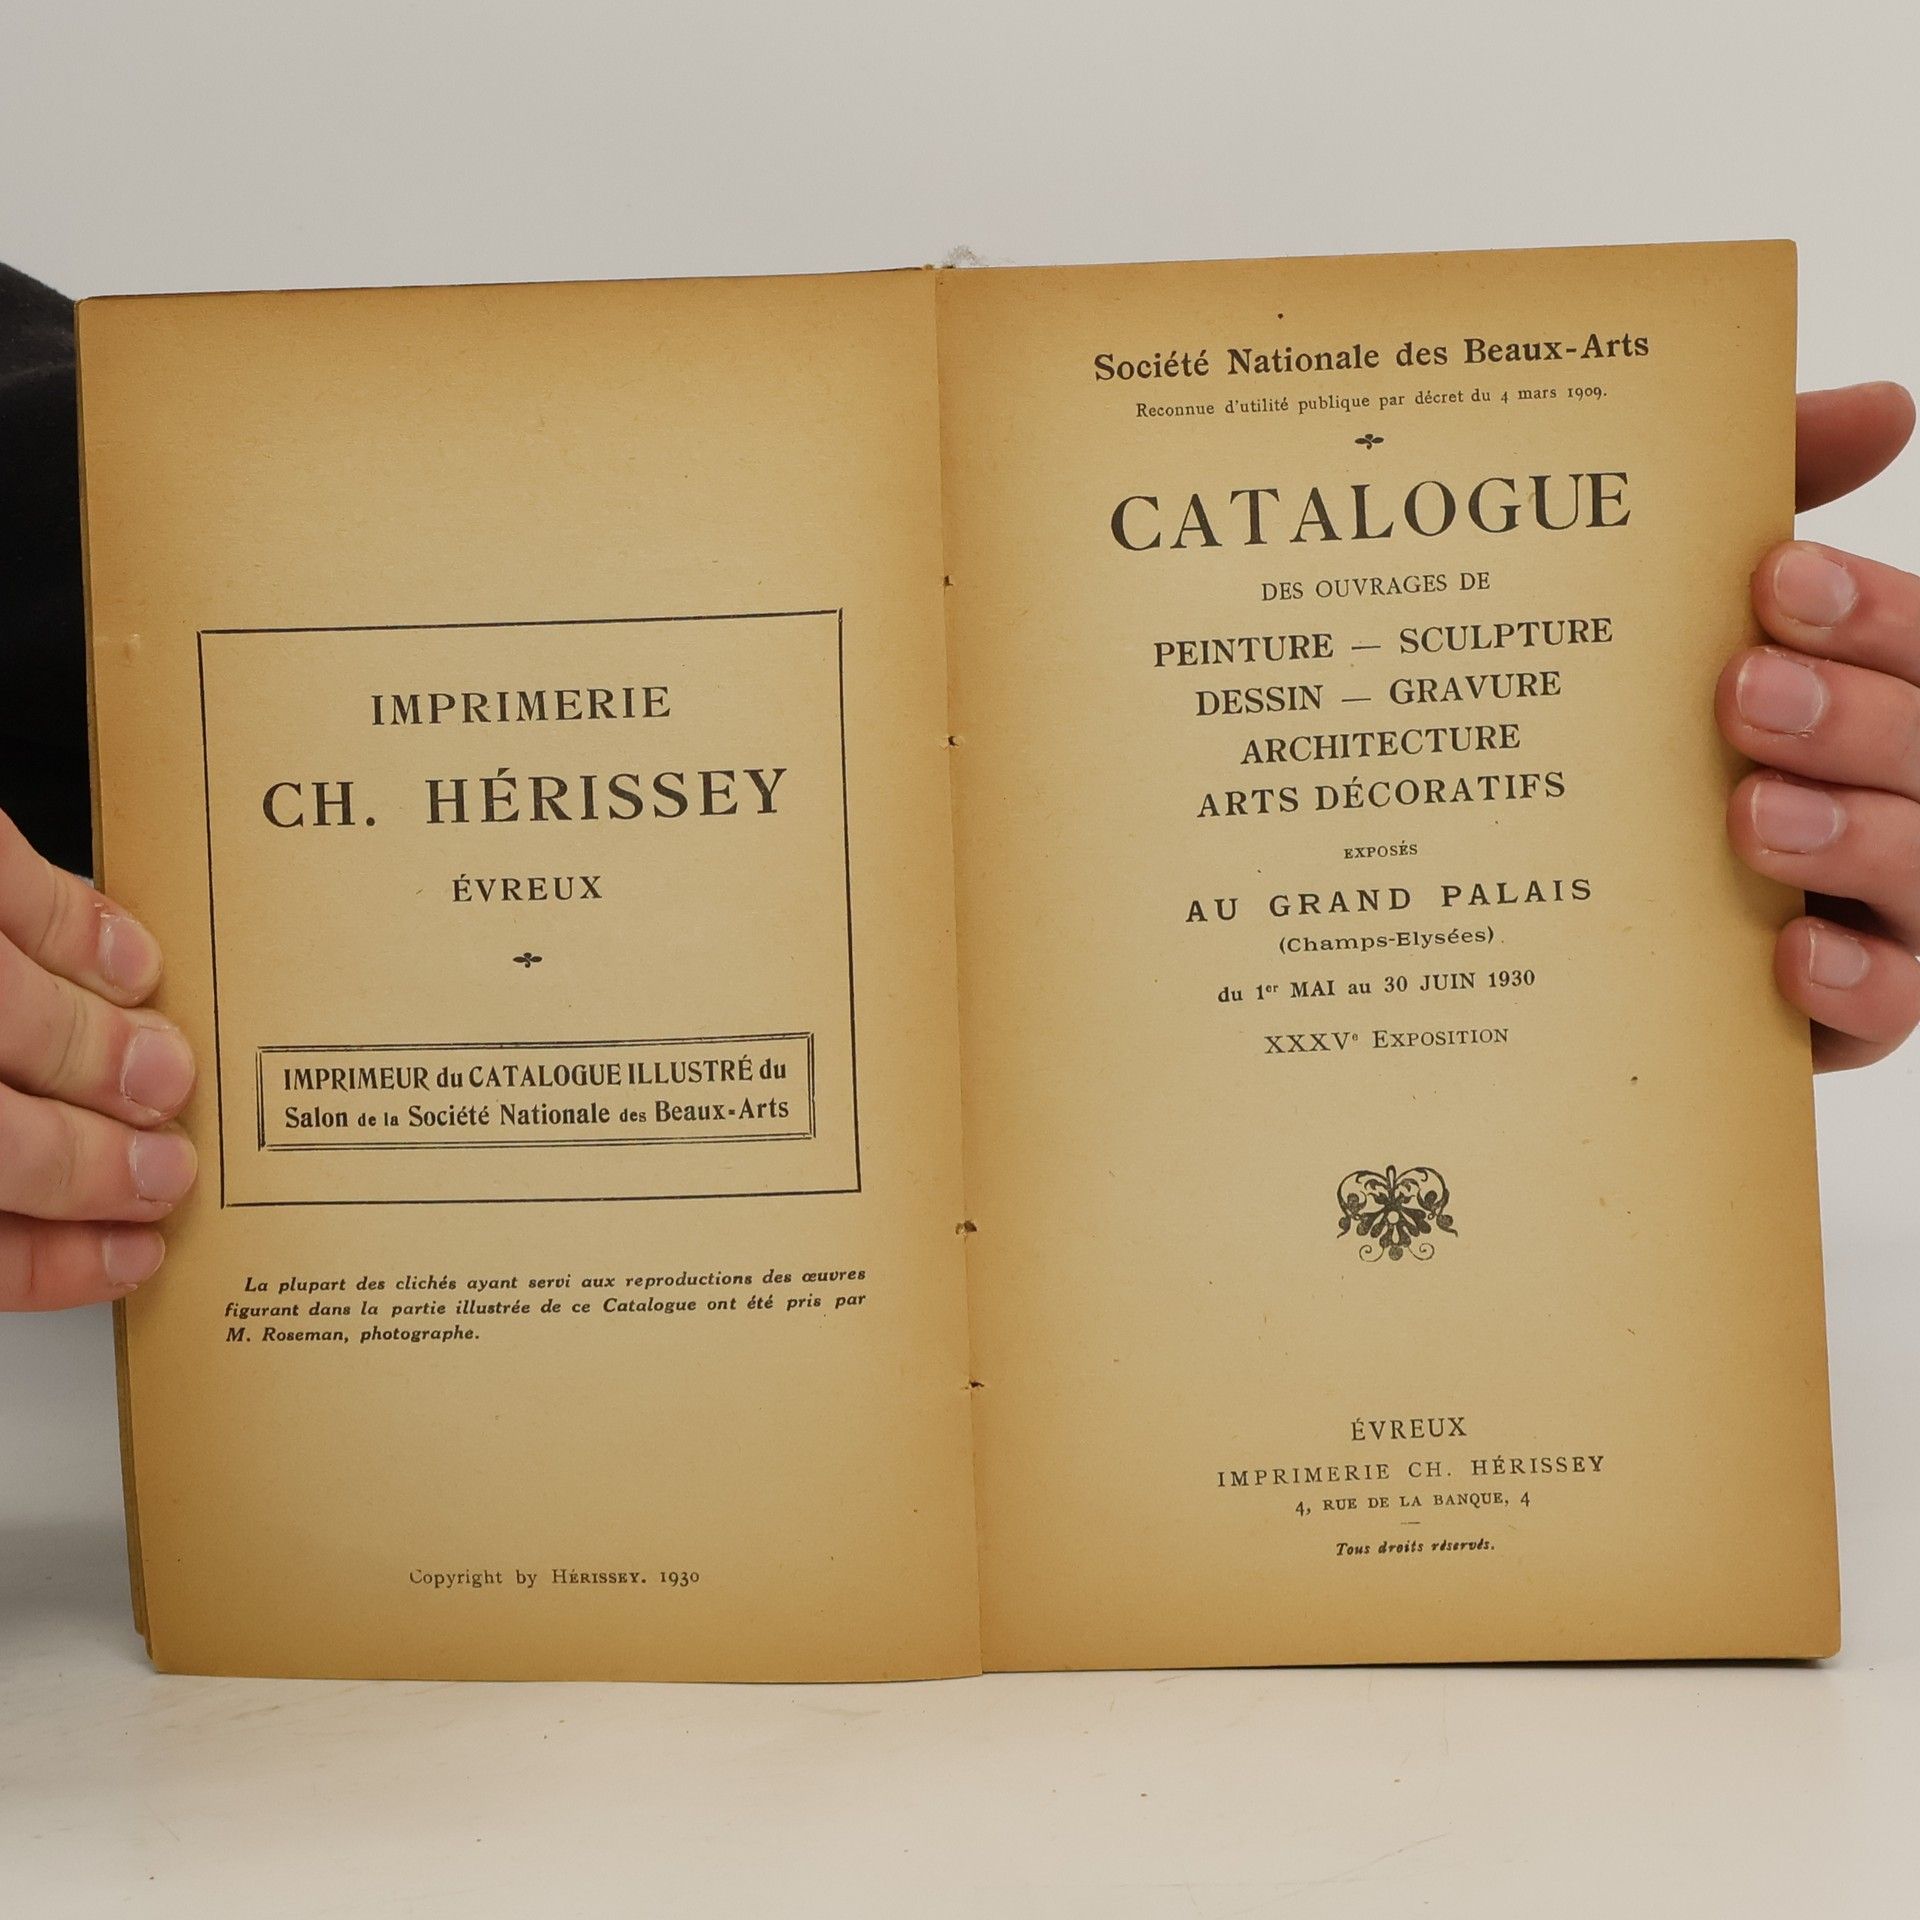 IMPRIMERIE
CH. HÉRISSEY
ÉVREUX
IMPRIMEUR du CATALOGUE ILLUSTRÉ du
Salon de la Société Nationale des Beaux-Arts
La plupart des clichés ayant servi aux reproductions des œuvres
figurant dans la partie illustrée de ce Catalogue ont été pris par
M. Roseman, photographe.
Copyright by HÉRISSEY. 1930
Société Nationale des Beaux-Arts
Reconnue d'utilité publique par décret du 4 mars 1909.
CATALOGUE
DES OUVRAGES DE
PEINTURE — SCULPTURE
DESSIN — GRAVURE
ARCHITECTURE
ARTS DÉCORATIFS
EXPOSÉS
AU GRAND PALAIS
(Champs-Elysées)
du 1er MAI au 30 JUIN 1930
XXXVe EXPOSITION
ÉVREUX
IMPRIMERIE CH. HÉRISSEY
4, RUE DE LA BANQUE, 4
Tous droits réservés.